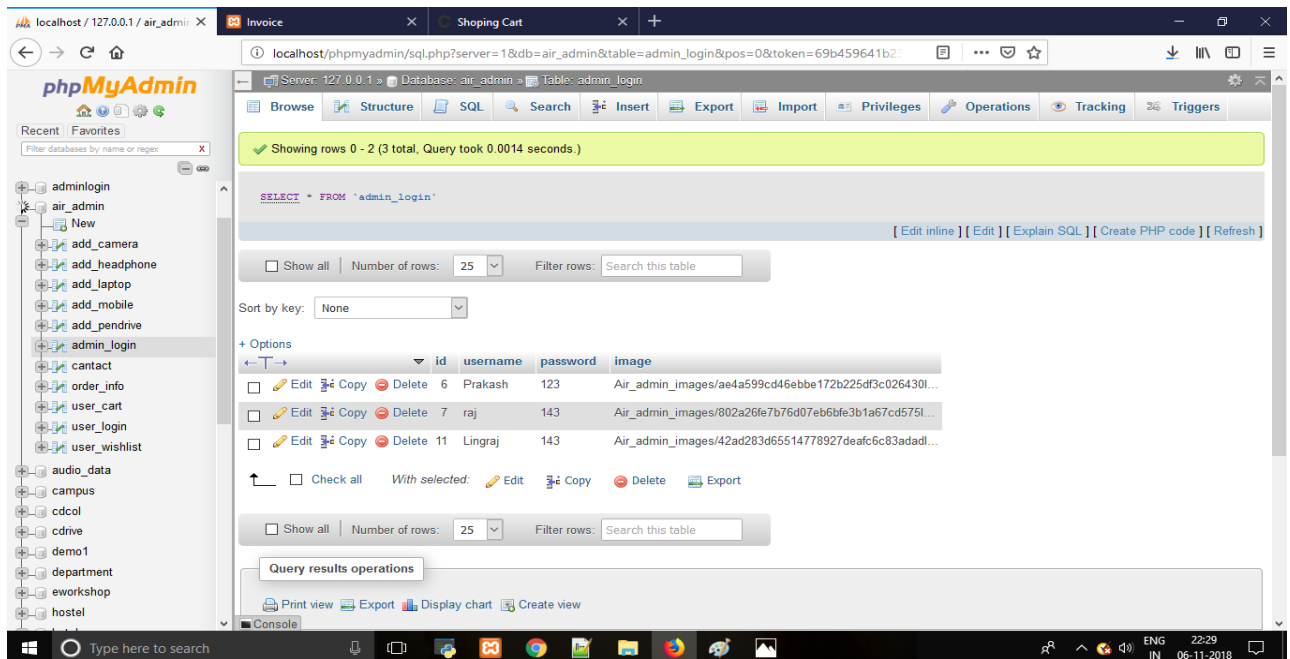 localhost / 127.0.0.1 / air_admin
Invoice
Shoping Cart
localhost/phpmyadmin/sql.php?server=1&db=air_admin&table=admin_login&pos=0&token=69b459641b2
phpMyAdmin
Recent Favorites
Filter databases by name or regex X
adminlogin
air_admin
New
add_camera
add_headphone
add_laptop
add_mobile
add_pendrive
admin_login
cantact
order_info
user_cart
user_login
user_wishlist
audio_data
campus
cdcol
cdrive
demo1
department
eworkshop
hostel
Server: 127.0.0.1 » Database: air_admin » Table: admin_login
Browse Structure SQL Search Insert Export Import Privileges Operations Tracking Triggers
Showing rows 0 - 2 (3 total, Query took 0.0014 seconds.)
SELECT * FROM `admin_login`
[ Edit inline ] [ Edit ] [ Explain SQL ] [ Create PHP code ] [ Refresh ]
Show all | Number of rows: 25 Filter rows: Search this table
Sort by key: None
+ Options
←T→ id username password image
Edit Copy Delete 6 Prakash 123 Air_admin_images/ae4a599cd46ebbe172b225df3c026430l...
Edit Copy Delete 7 raj 143 Air_admin_images/802a26fe7b76d07eb6bfe3b1a67cd575l...
Edit Copy Delete 11 Lingraj 143 Air_admin_images/42ad283d65514778927deafc6c83adadl...
Check all With selected: Edit Copy Delete Export
Show all | Number of rows: 25 Filter rows: Search this table
Query results operations
Print view Export Display chart Create view
Console
Type here to search
ENG
IN
22:29
06-11-2018